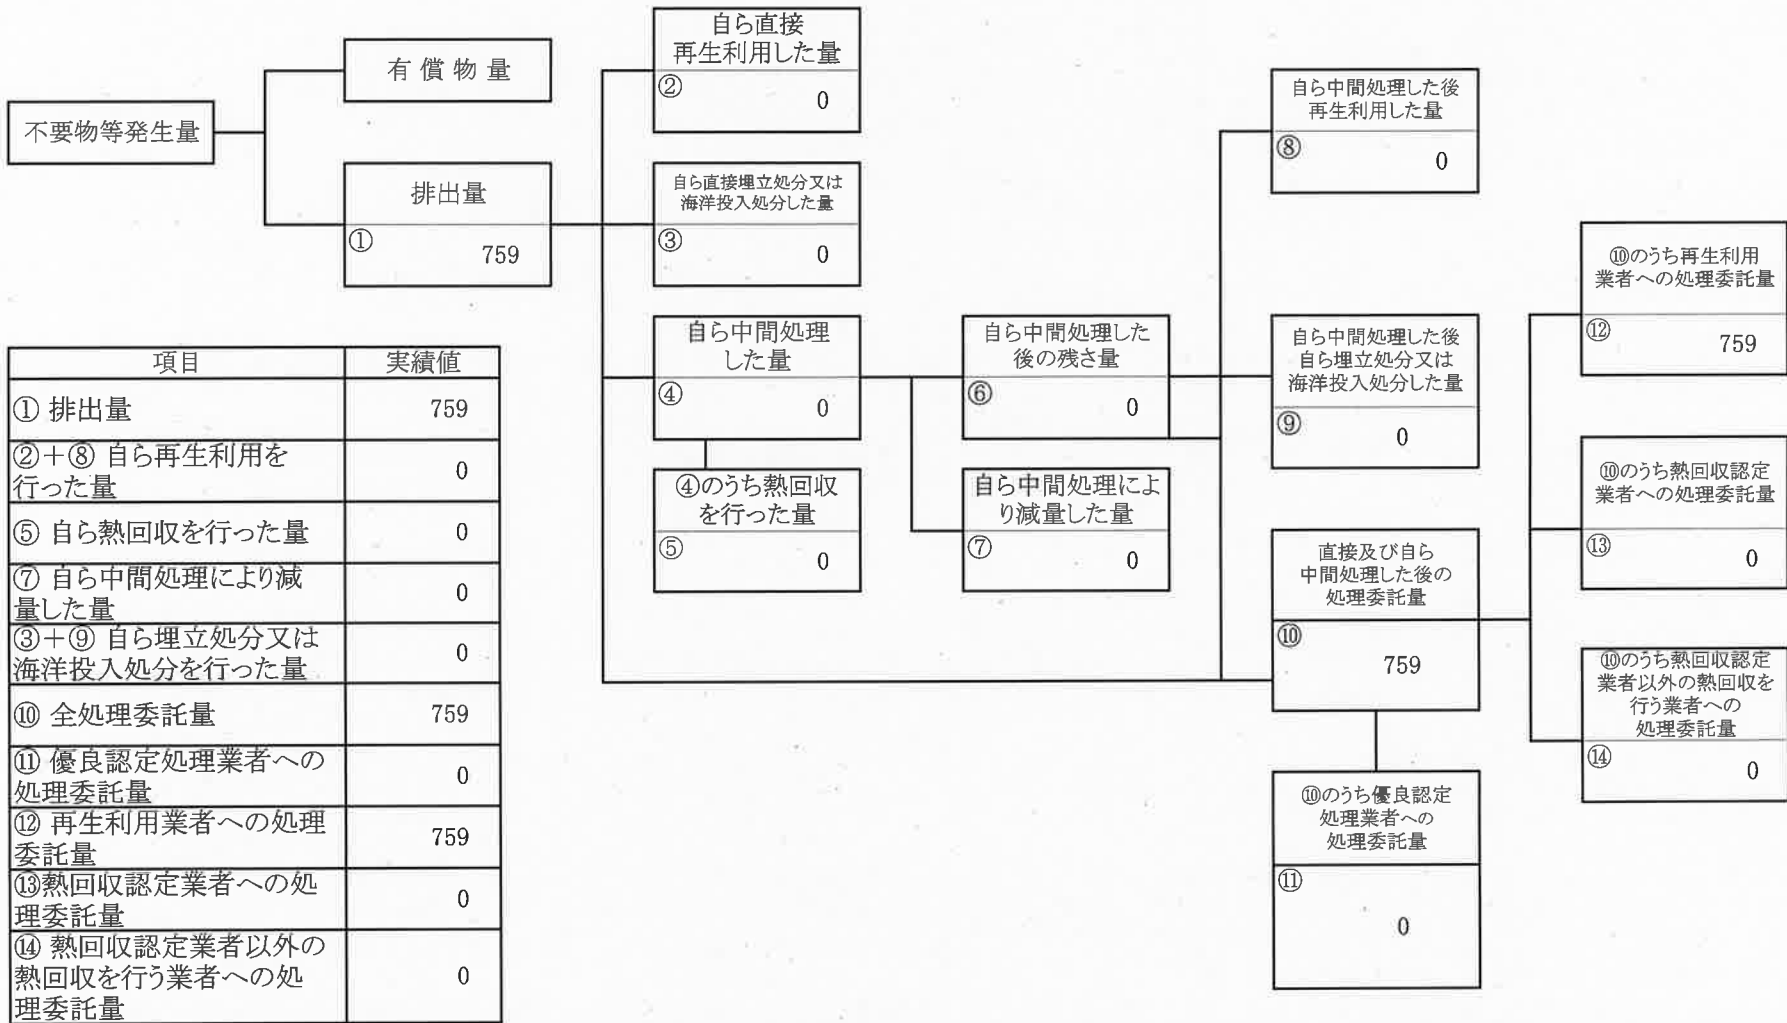 不要物等発生量
有償物量
排出量
①
759
自ら直接
再生利用した量
②
0
自ら直接埋立処分又は
海洋投入処分した量
③
0
自ら中間処理
した量
④
0
④のうち熱回収
を行った量
⑤
0
自ら中間処理した
後の残さ量
⑥
0
自ら中間処理によ
り減量した量
⑦
0
自ら中間処理した後
再生利用した量
⑧
0
自ら中間処理した後
自ら埋立処分又は
海洋投入処分した量
⑨
0
直接及び自ら
中間処理した後の
処理委託量
⑩
759
⑩のうち優良認定
処理業者への
処理委託量
⑪
0
⑩のうち再生利用
業者への処理委託量
⑫
759
⑩のうち熱回収認定
業者への処理委託量
⑬
0
⑩のうち熱回収認定
業者以外の熱回収を
行う業者への
処理委託量
⑭
0
項目 実績値
① 排出量 759
②+⑧ 自ら再生利用を
行った量 0
⑤ 自ら熱回収を行った量 0
⑦ 自ら中間処理により減
量した量 0
③+⑨ 自ら埋立処分又は
海洋投入処分を行った量 0
⑩ 全処理委託量 759
⑪ 優良認定処理業者への
処理委託量 0
⑫ 再生利用業者への処理
委託量 759
⑬熱回収認定業者への処
理委託量 0
⑭ 熱回収認定業者以外の
熱回収を行う業者への処
理委託量 0